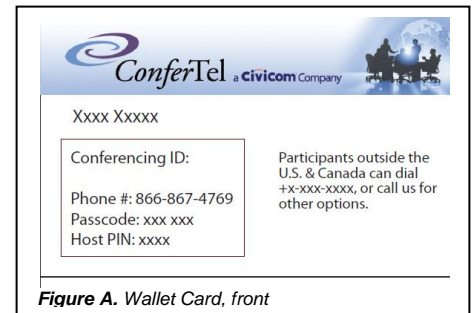 ConferTel a Civicom Company
Xxxx Xxxxx
Conferencing ID:
Phone #: 866-867-4769
Passcode: xxx xxx
Host PIN: xxxx
Participants outside the
U.S. & Canada can dial
+x-xxx-xxxx, or call us for
other options.
Figure A. Wallet Card, front